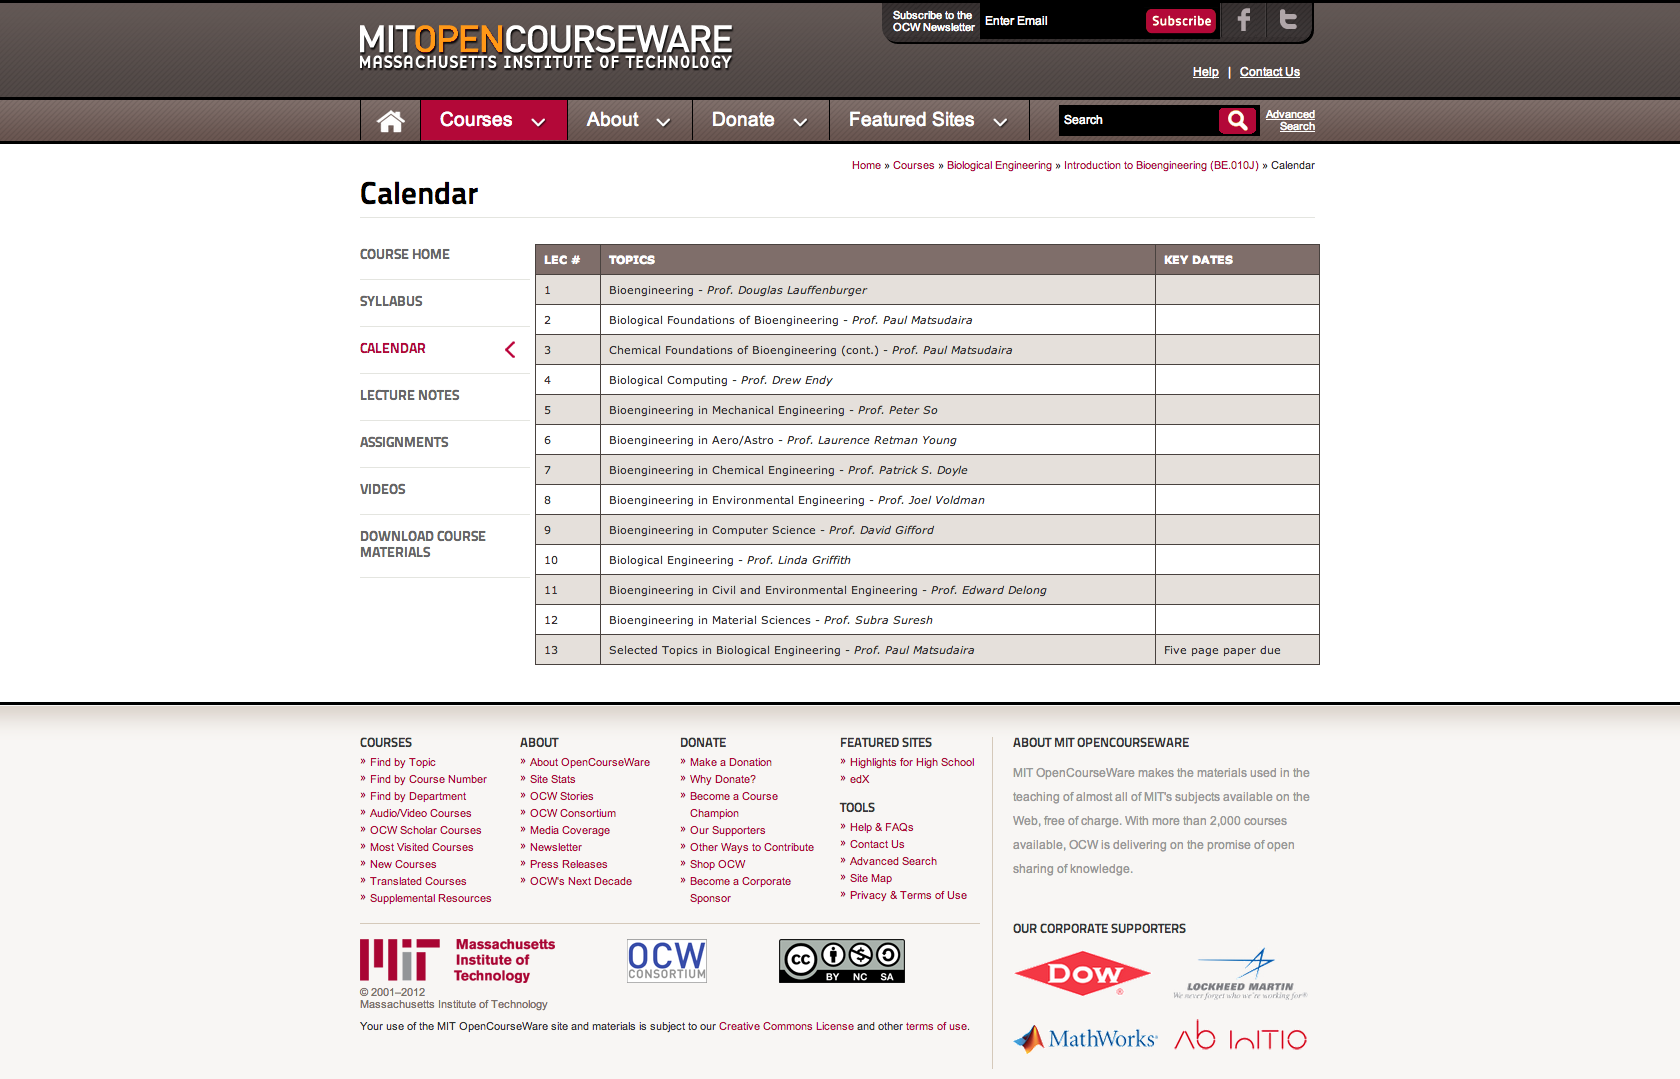 MITOPENCOURSEWARE
MASSACHUSETTS INSTITUTE OF TECHNOLOGY
Subscribe to the
OCW Newsletter
Enter Email
Subscribe
Help | Contact Us
Courses
About
Donate
Featured Sites
Search
Advanced
Search
Home » Courses » Biological Engineering » Introduction to Bioengineering (BE.010J) » Calendar
Calendar
COURSE HOME
SYLLABUS
CALENDAR
LECTURE NOTES
ASSIGNMENTS
VIDEOS
DOWNLOAD COURSE
MATERIALS
LEC # TOPICS KEY DATES
1 Bioengineering - Prof. Douglas Lauffenburger
2 Biological Foundations of Bioengineering - Prof. Paul Matsudaira
3 Chemical Foundations of Bioengineering (cont.) - Prof. Paul Matsudaira
4 Biological Computing - Prof. Drew Endy
5 Bioengineering in Mechanical Engineering - Prof. Peter So
6 Bioengineering in Aero/Astro - Prof. Laurence Retman Young
7 Bioengineering in Chemical Engineering - Prof. Patrick S. Doyle
8 Bioengineering in Environmental Engineering - Prof. Joel Voldman
9 Bioengineering in Computer Science - Prof. David Gifford
10 Biological Engineering - Prof. Linda Griffith
11 Bioengineering in Civil and Environmental Engineering - Prof. Edward Delong
12 Bioengineering in Material Sciences - Prof. Subra Suresh
13 Selected Topics in Biological Engineering - Prof. Paul Matsudaira Five page paper due
COURSES
» Find by Topic
» Find by Course Number
» Find by Department
» Audio/Video Courses
» OCW Scholar Courses
» Most Visited Courses
» New Courses
» Translated Courses
» Supplemental Resources
ABOUT
» About OpenCourseWare
» Site Stats
» OCW Stories
» OCW Consortium
» Media Coverage
» Newsletter
» Press Releases
» OCW's Next Decade
DONATE
» Make a Donation
» Why Donate?
» Become a Course
Champion
» Our Supporters
» Other Ways to Contribute
» Shop OCW
» Become a Corporate
Sponsor
FEATURED SITES
» Highlights for High School
» edX
TOOLS
» Help & FAQs
» Contact Us
» Advanced Search
» Site Map
» Privacy & Terms of Use
ABOUT MIT OPENCOURSEWARE
MIT OpenCourseWare makes the materials used in the
teaching of almost all of MIT's subjects available on the
Web, free of charge. With more than 2,000 courses
available, OCW is delivering on the promise of open
sharing of knowledge.
OUR CORPORATE SUPPORTERS
DOW®
LOCKHEED MARTIN
We never forget who we're working for®
MathWorks®
Ab Initio
MIT
Massachusetts
Institute of
Technology
© 2001–2012
Massachusetts Institute of Technology
OCW
CONSORTIUM
cc BY NC SA
Your use of the MIT OpenCourseWare site and materials is subject to our Creative Commons License and other terms of use.